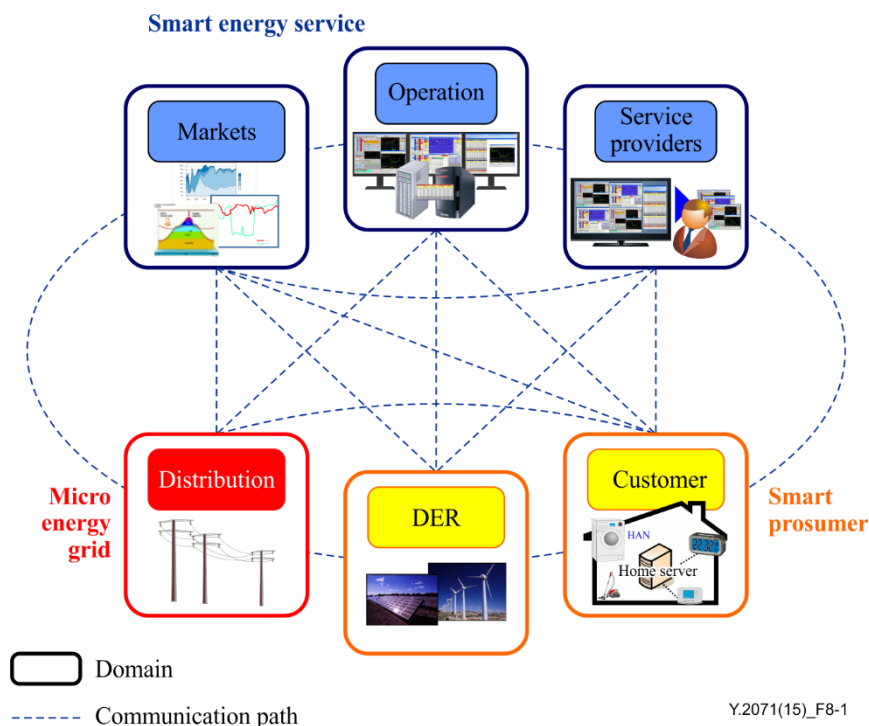 Smart energy service
Operation
Markets
Service
providers
Distribution
DER
Customer
HAN
Home server
Micro
energy
grid
Smart
prosumer
Domain
Communication path
Y.2071(15)_F8-1